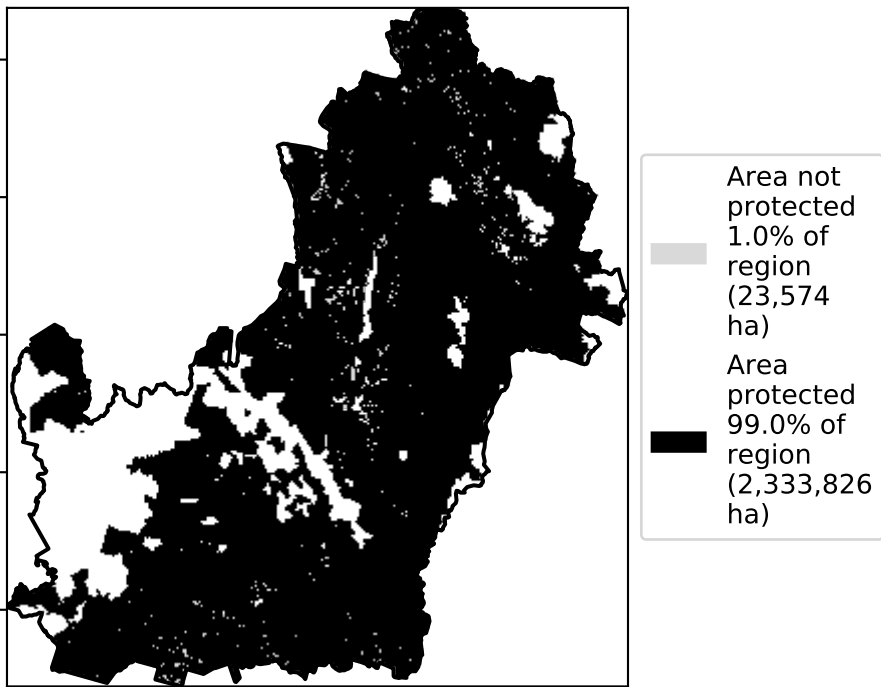 Area not
protected
1.0% of
region
(23,574
ha)
Area
protected
99.0% of
region
(2,333,826
ha)